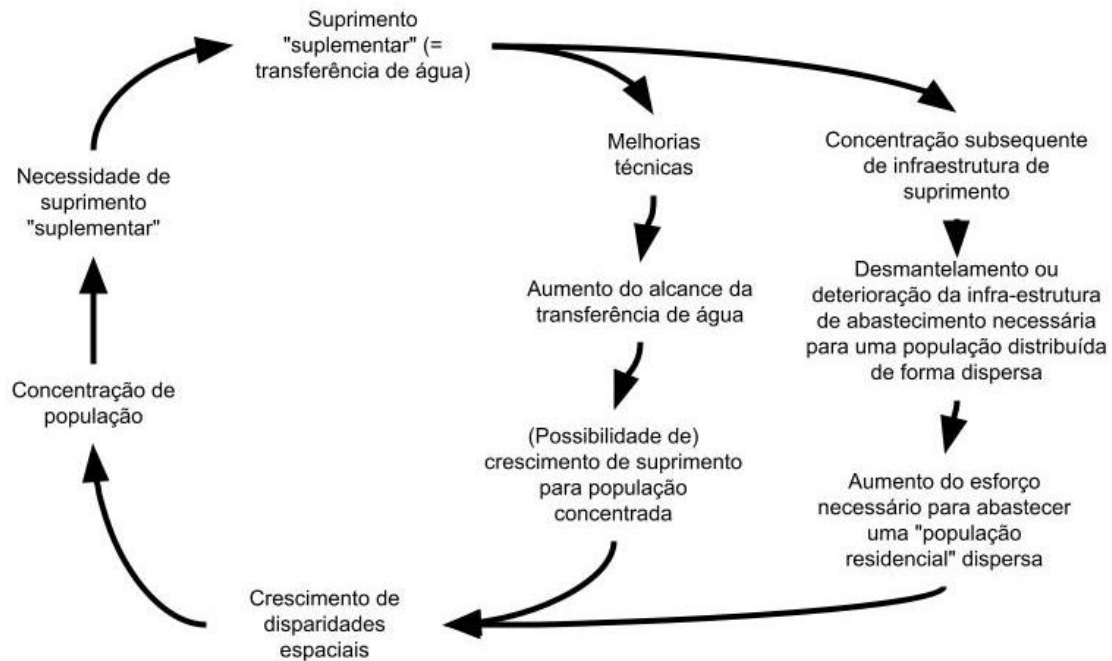 Suprimento
"suplementar" (=
transferência de água)
Melhorias
técnicas
Concentração subsequente
de infraestrutura de
suprimento
Necessidade de
suprimento
"suplementar"
Aumento do alcance da
transferência de água
Desmantelamento ou
deterioração da infra-estrutura
de abastecimento necessária
para uma população distribuída
de forma dispersa
Concentração de
população
(Possibilidade de)
crescimento de suprimento
para população
concentrada
Aumento do esforço
necessário para abastecer
uma "população
residencial" dispersa
Crescimento de
disparidades
espaciais